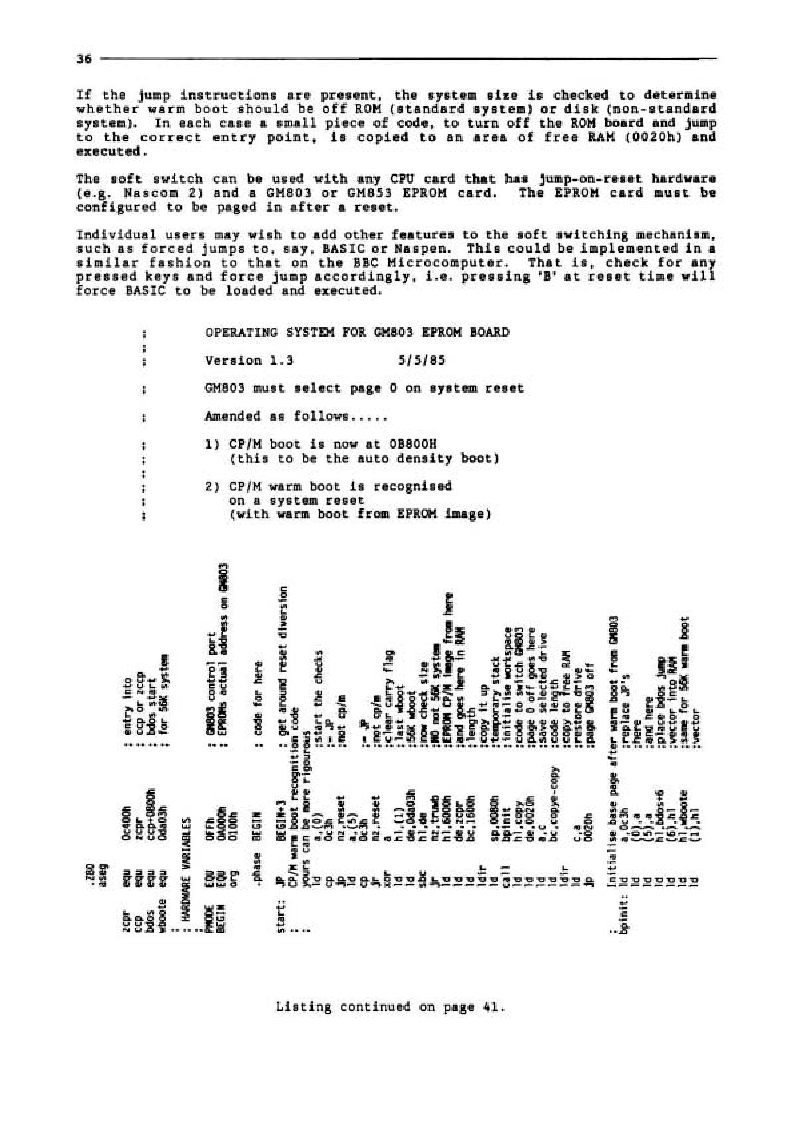 36
If the jump instructions are present, the system size is checked to determine
whether warm boot should be off ROM (standard system) or disk (non-standard
system). In each case a small piece of code, to turn off the ROM board and jump
to the correct entry point, is copied to an area of free RAM (0020h) and
executed.
The soft switch can be used with any CPU card that has jump-on-reset hardware
(e.g. Nascom 2) and a GM803 or GM853 EPROM card. The EPROM card must be
configured to be paged in after a reset.
Individual users may wish to add other features to the soft switching mechanism,
such as forced jumps to, say, BASIC or Naspen. This could be implemented in a
similar fashion to that on the BBC Microcomputer. That is, check for any
pressed keys and force jump accordingly, i.e. pressing 'B' at reset time will
force BASIC to be loaded and executed.
; OPERATING SYSTEM FOR GM803 EPROM BOARD
;
; Version 1.3 5/5/85
; GM803 must select page 0 on system reset
; Amended as follows.....
; 1) CP/M boot is now at 0B800H
; (this to be the auto density boot)
;
; 2) CP/M warm boot is recognised
; on a system reset
; (with warm boot from EPROM image)
.Z80
aseg
zcpr equ 0c400h ; entry into
ccp equ zcpr ; ccp or zccp
bdos equ ccp+0800h ; bdos start
wboote equ 0da03h ; for 56K system
;
; HARDWARE VARIABLES
;
PMODE EQU 0FFh ; GM803 control port
BEGIN EQU 0A000h ; EPROMs actual address on GM803
org 0100h
.phase BEGIN ; code for here
start: JP BEGIN+3 ; get around reset diversion
; CP/M warm boot recognition code
; yours can be more rigourous
ld a,(0) ;start the checks
cp 0c3h ;= JP
jp nz,reset ;not cp/m
ld a,(5)
cp 0c3h ;= JP
jr nz,reset ;not cp/m
xor a ;clear carry flag
ld hl,(1) ; last wboot
ld de,0da03h ;56K wboot
sbc hl,de ;now check size
jr nz,truwb ;NO not 56K system
ld hl,6000h ;EPROM CP/M image from here
ld de,zcpr ;and goes here in RAM
ld bc,1600h ; length
ldir ;copy it up
ld sp,0080h ;temporary stack
call bpinit ; initialise workspace
ld hl,copy ;code to switch GM803
ld de,0020h ;page 0 off goes here
ld a,c ;save selected drive
ld bc,copye-copy ;code length
ldir ;copy to free RAM
ld c,a ;restore drive
jp 0020h ;page GM803 off
; Initialise base page after warm boot from GM803
bpinit: ld a,0c3h ;replace JP's
ld (0),a ;here
ld (5),a ;and here
ld hl,bdos+6 ;place bdos jump
ld (6),hl ;vector into RAM
ld hl,wboote ;same for 56K warm boot
ld (1),hl ;vector
Listing continued on page 41.